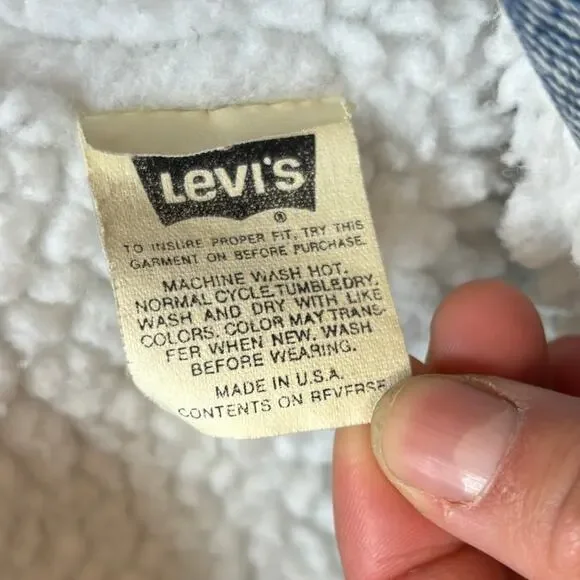 Levi's
®
TO INSURE PROPER FIT, TRY THIS
GARMENT ON BEFORE PURCHASE.
MACHINE WASH HOT.
NORMAL CYCLE.TUMBLE DRY.
WASH AND DRY WITH LIKE
COLORS. COLOR MAY TRANS-
FER WHEN NEW. WASH
BEFORE WEARING.
MADE IN U.S.A.
CONTENTS ON REVERSE